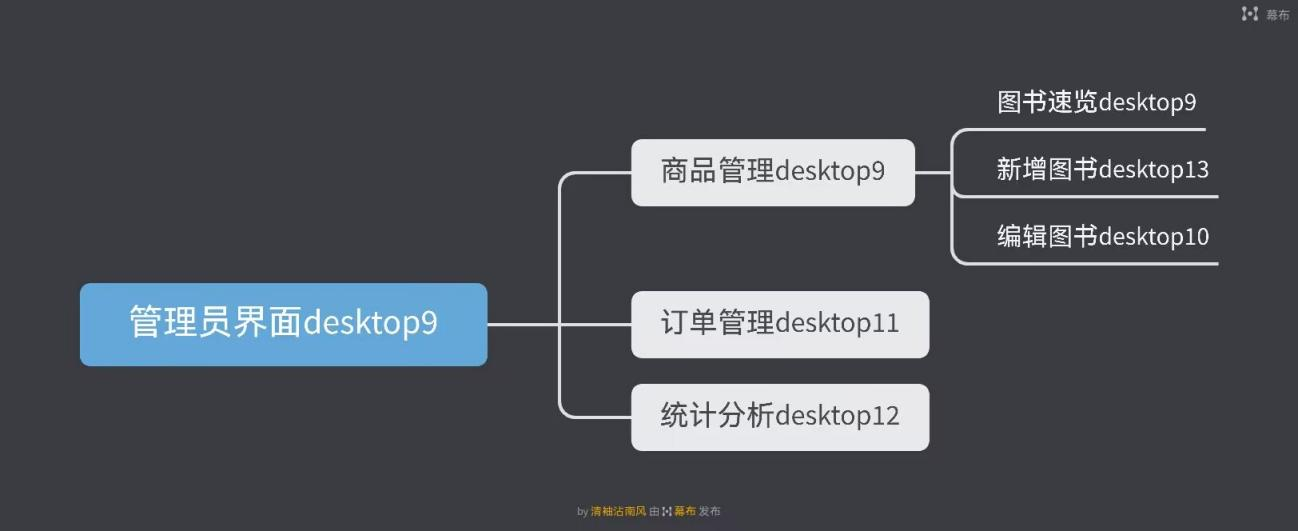 幕布
图书速览desktop9
商品管理desktop9
新增图书desktop13
编辑图书desktop10
管理员界面desktop9
订单管理desktop11
统计分析desktop12
by 清袖沾南风 由 幕布 发布